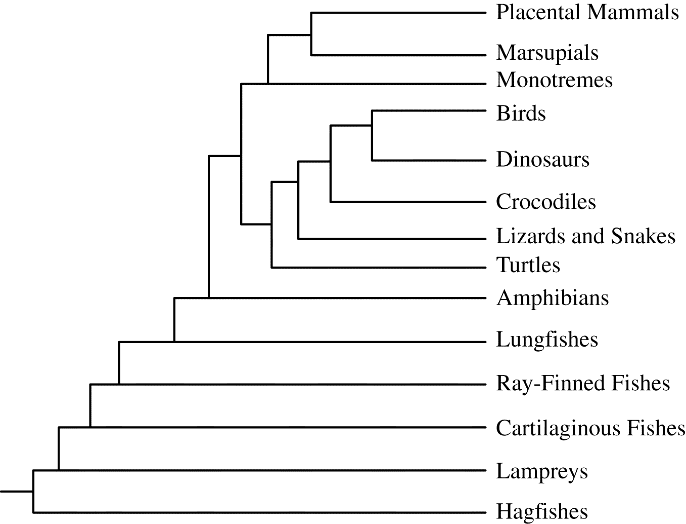 Placental Mammals
Marsupials
Monotremes
Birds
Dinosaurs
Crocodiles
Lizards and Snakes
Turtles
Amphibians
Lungfishes
Ray-Finned Fishes
Cartilaginous Fishes
Lampreys
Hagfishes